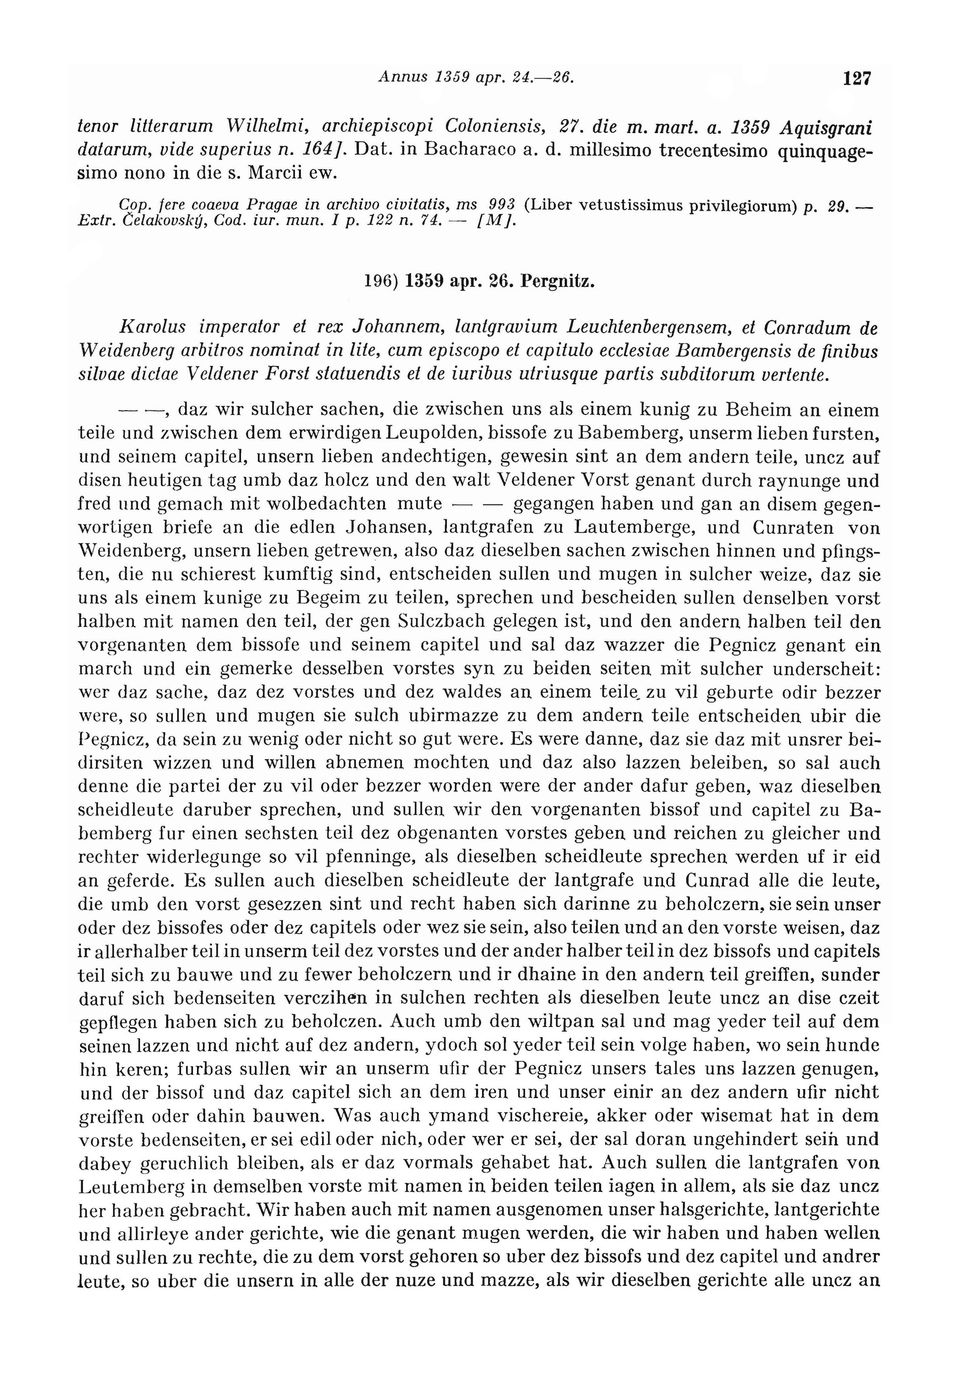 Annus 1359 apr. 24.—26. 127
tenor litterarum Wilhelmi, archiepiscopi Coloniensis, 27. die m. mart. a. 1359 Aquisgrani
datarum, vide superius n. 164]. Dat. in Bacharaco a. d. millesimo trecentesimo quinquage-
simo nono in die s. Marcii ew.
Cop. fere coaeva Pragae in archivo civitatis, ms 993 (Liber vetustissimus privilegiorum) p. 29. —
Extr. Čelakovský, Cod. iur. mun. I p. 122 n. 74. — [M].
196) 1359 apr. 26. Pergnitz.
Karolus imperator et rex Johannem, lantgravium Leuchtenbergensem, et Conradum de
Weidenberg arbitros nominat in lite, cum episcopo et capitulo ecclesiae Bambergensis de finibus
silvae dictae Veldener Forst statuendis et de iuribus utriusque partis subditorum vertente.
— —, daz wir sulcher sachen, die zwischen uns als einem kunig zu Beheim an einem
teile und zwischen dem erwirdigen Leupolden, bissofe zu Babemberg, unserm lieben fursten,
und seinem capitel, unsern lieben andechtigen, gewesin sint an dem andern teile, uncz auf
disen heutigen tag umb daz holcz und den walt Veldener Vorst genant durch raynunge und
fred und gemach mit wolbedachten mute — — gegangen haben und gan an disem gegen-
wortigen briefe an die edlen Johansen, lantgrafen zu Lautemberge, und Cunraten von
Weidenberg, unsern lieben getrewen, also daz dieselben sachen zwischen hinnen und pfings-
ten, die nu schierest kumftig sind, entscheiden sullen und mugen in sulcher weize, daz sie
uns als einem kunige zu Begeim zu teilen, sprechen und bescheiden sullen denselben vorst
halben mit namen den teil, der gen Sulczbach gelegen ist, und den andern halben teil den
vorgenanten dem bissofe und seinem capitel und sal daz wazzer die Pegnicz genant ein
march und ein gemerke desselben vorstes syn zu beiden seiten mit sulcher underscheit:
wer daz sache, daz dez vorstes und dez waldes an einem teile zu vil geburte odir bezzer
were, so sullen und mugen sie sulch ubirmazze zu dem andern teile entscheiden ubir die
Pegnicz, da sein zu wenig oder nicht so gut were. Es were danne, daz sie daz mit unsrer bei-
dirsiten wizzen und willen abnemen mochten und daz also lazzen beleiben, so sal auch
denne die partei der zu vil oder bezzer worden were der ander dafur geben, waz dieselben
scheidleute daruber sprechen, und sullen wir den vorgenanten bissof und capitel zu Ba-
bemberg fur einen sechsten teil dez obgenanten vorstes geben und reichen zu gleicher und
rechter widerlegunge so vil pfenninge, als dieselben scheidleute sprechen werden uf ir eid
an geferde. Es sullen auch dieselben scheidleute der lantgrafe und Cunrad alle die leute,
die umb den vorst gesezzen sint und recht haben sich darinne zu beholczern, sie sein unser
oder dez bissofes oder dez capitels oder wez sie sein, also teilen und an den vorste weisen, daz
ir allerhalber teil in unserm teil dez vorstes und der ander halber teil in dez bissofs und capitels
teil sich zu bauwe und zu fewer beholczern und ir dhaine in den andern teil greiffen, sunder
daruf sich bedenseiten verczihen in sulchen rechten als dieselben leute uncz an dise czeit
gepflegen haben sich zu beholczen. Auch umb den wiltpan sal und mag yeder teil auf dem
seinen lazzen und nicht auf dez andern, ydoch sol yeder teil sein volge haben, wo sein hunde
hin keren; furbas sullen wir an unserm ufir der Pegnicz unsers tales uns lazzen genugen,
und der bissof und daz capitel sich an dem iren und unser einir an dez andern ufir nicht
greiffen oder dahin bauwen. Was auch ymand vischereie, akker oder wisemat hat in dem
vorste bedenseiten, er sei edil oder nich, oder wer er sei, der sal doran ungehindert sein und
dabey geruchlich bleiben, als er daz vormals gehabet hat. Auch sullen die lantgrafen von
Leutemberg in demselben vorste mit namen in beiden teilen iagen in allem, als sie daz uncz
her haben gebracht. Wir haben auch mit namen ausgenomen unser halsgerichte, lantgerichte
und allirleye ander gerichte, wie die genant mugen werden, die wir haben und haben wellen
und sullen zu rechte, die zu dem vorst gehoren so uber dez bissofs und dez capitel und andrer
leute, so uber die unsern in alle der nuze und mazze, als wir dieselben gerichte alle uncz an